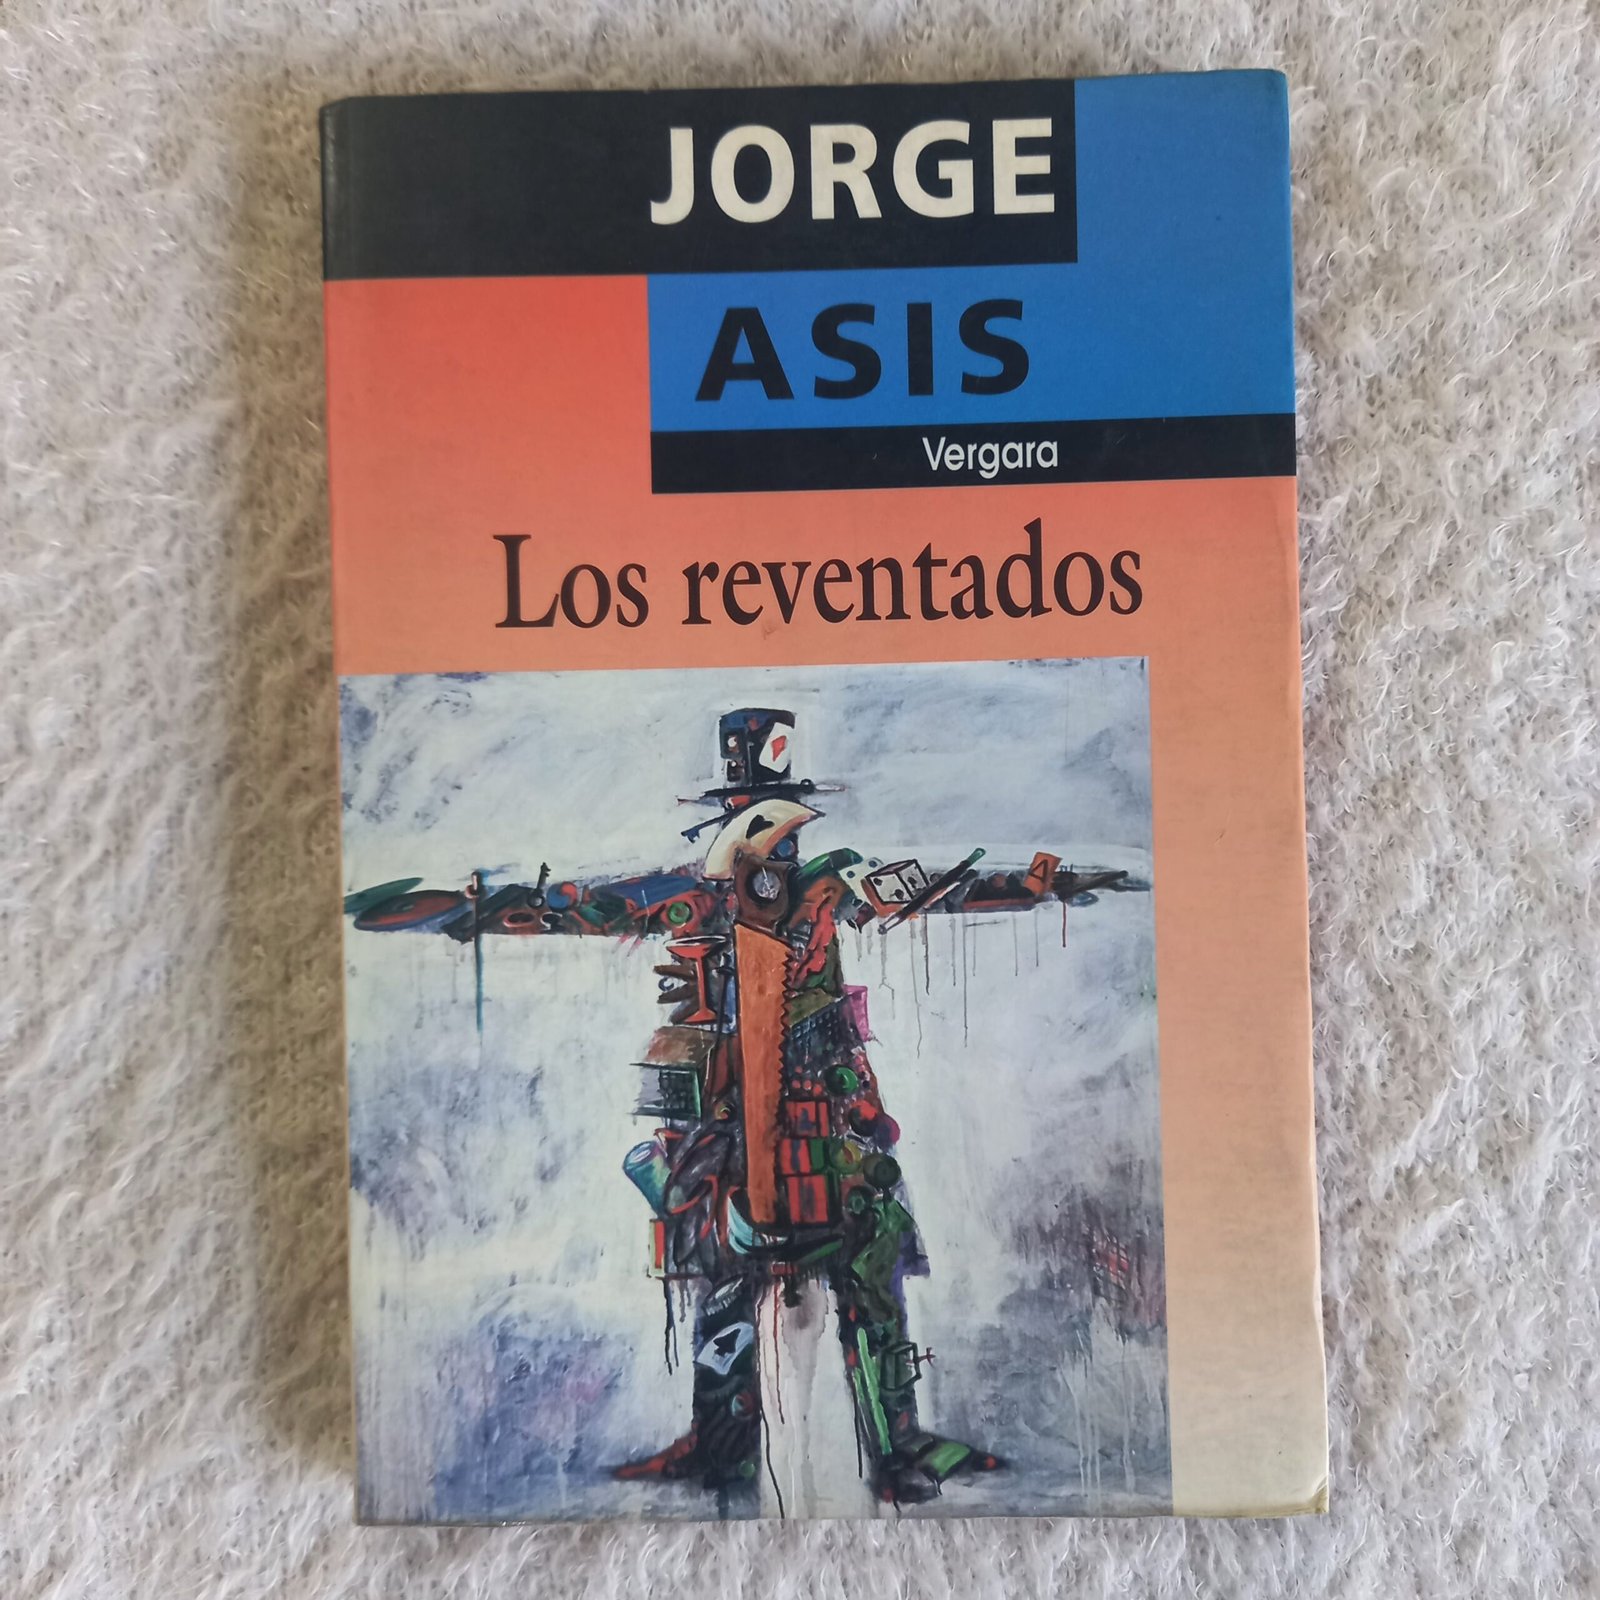 JORGE
ASIS
Vergara
Los reventados